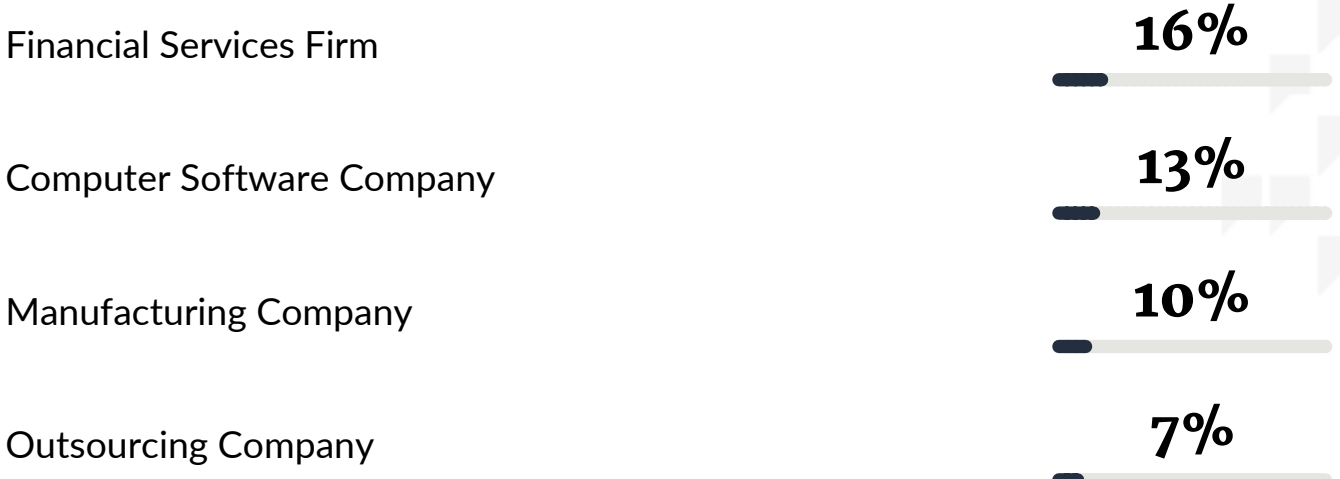 Financial Services Firm 16%
Computer Software Company 13%
Manufacturing Company 10%
Outsourcing Company 7%